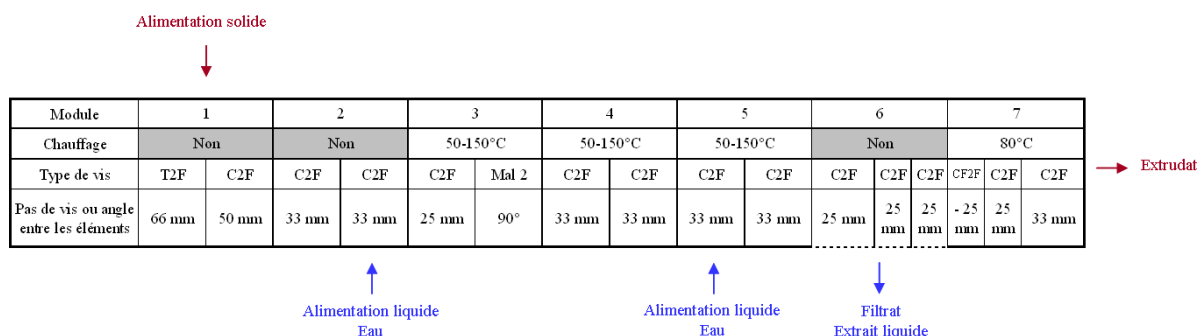 Alimentation solide
Module 1 2 3 4 5 6 7
Chauffage Non Non 50-150°C 50-150°C 50-150°C Non 80°C
Extrudat
Type de vis T2F C2F C2F C2F C2F Mal 2 C2F C2F C2F C2F C2F C2F C2F CF2F C2F C2F
Pas de vis ou angle
entre les éléments 66 mm 50 mm 33 mm 33 mm 25 mm 90° 33 mm 33 mm 33 mm 33 mm 25 mm 25 mm 25 mm - 25 mm 25 mm 33 mm
Alimentation liquide Alimentation liquide Filtrat
Eau Eau Extrait liquide